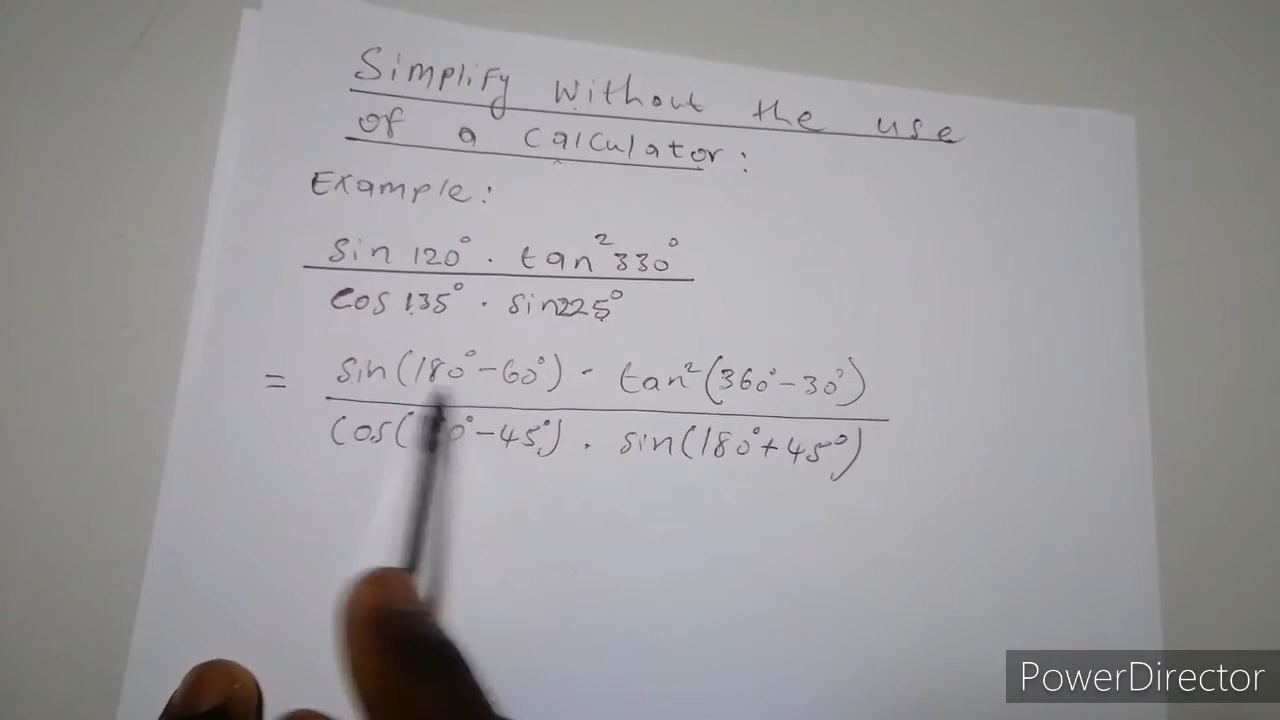 Simplify without the use
of a calculator:
Example:
sin 120° . tan² 330°
cos 135° . sin 225°
= sin(180° - 60°) - tan²(360° - 30°)
cos( 0° - 45°) . sin(180° + 45°)
PowerDirector